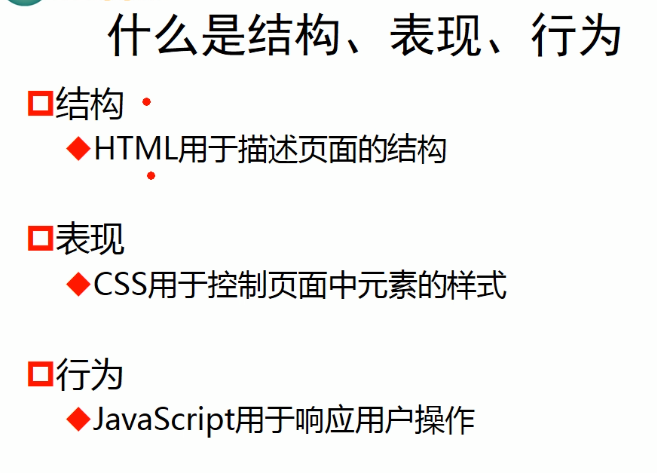 什么是结构、表现、行为
结构
HTML用于描述页面的结构
表现
CSS用于控制页面中元素的样式
行为
JavaScript用于响应用户操作